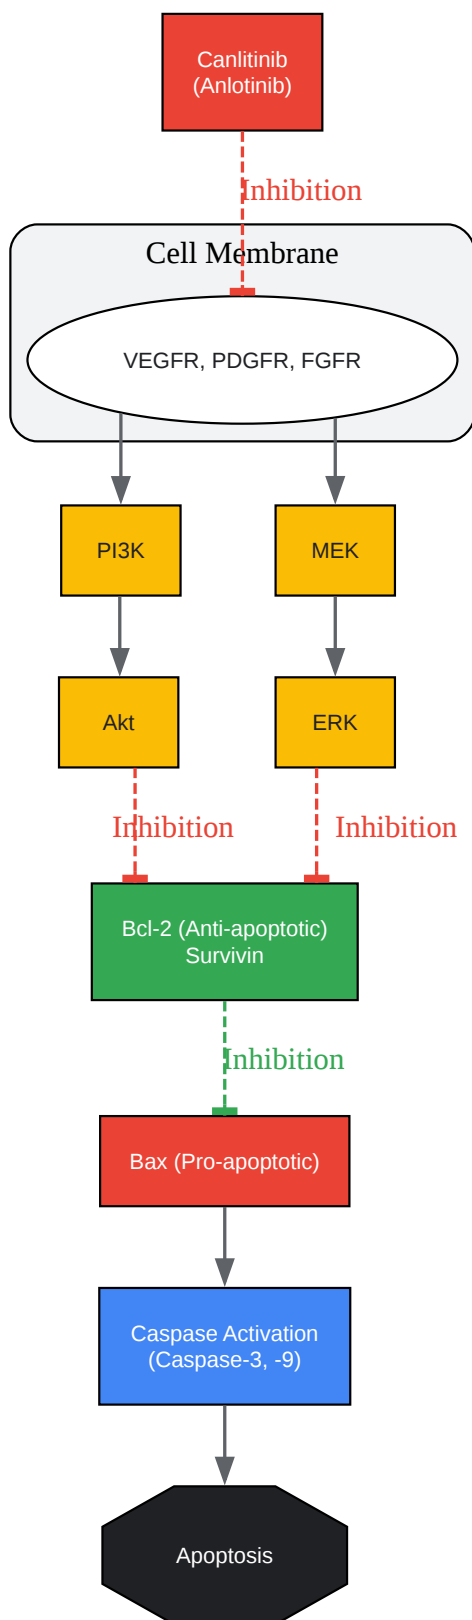 Canlitinib
(Anlotinib)
Inhibition
Cell Membrane
VEGFR, PDGFR, FGFR
PI3K
MEK
Akt
ERK
Inhibition
Inhibition
Bcl-2 (Anti-apoptotic)
Survivin
Inhibition
Bax (Pro-apoptotic)
Caspase Activation
(Caspase-3, -9)
Apoptosis